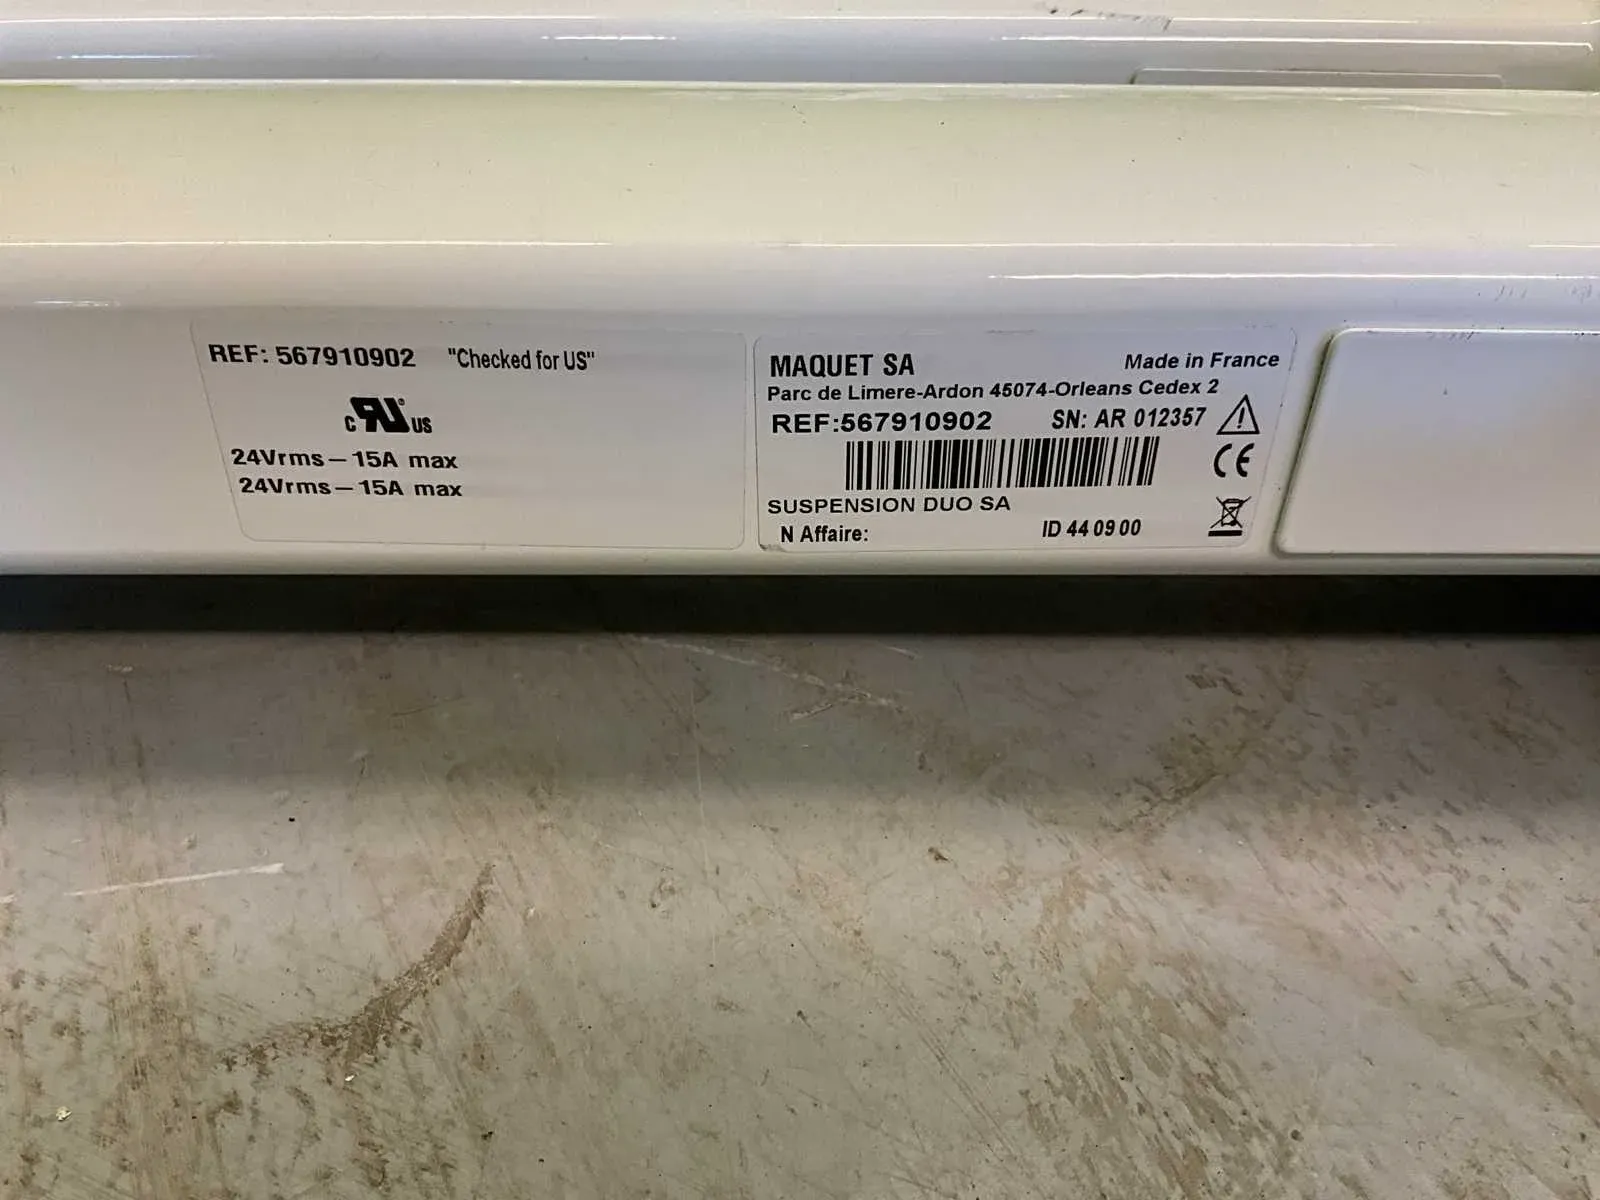 REF: 567910902 "Checked for US"
c RU US
24Vrms – 15A max
24Vrms – 15A max
MAQUET SA Made in France
Parc de Limere-Ardon 45074-Orleans Cedex 2
REF:567910902 SN: AR 012357
CE
SUSPENSION DUO SA
N Affaire: ID 44 09 00